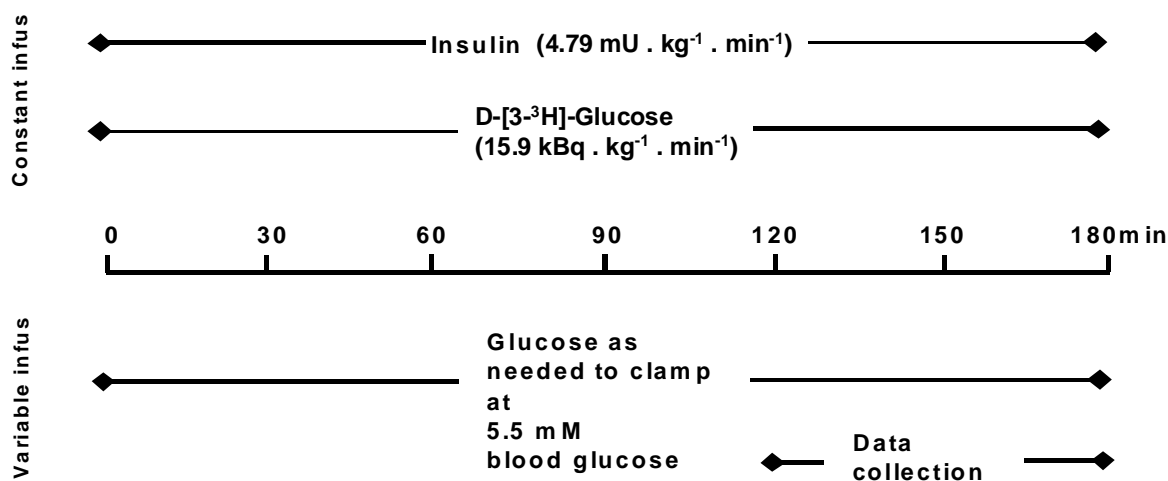 Constant infus
Insulin (4.79 mU . kg⁻¹ . min⁻¹)
D-[3-³H]-Glucose
(15.9 kBq . kg⁻¹ . min⁻¹)
0 30 60 90 120 150 180min
Variable infus
Glucose as
needed to clamp
at
5.5 mM
blood glucose
Data
collection